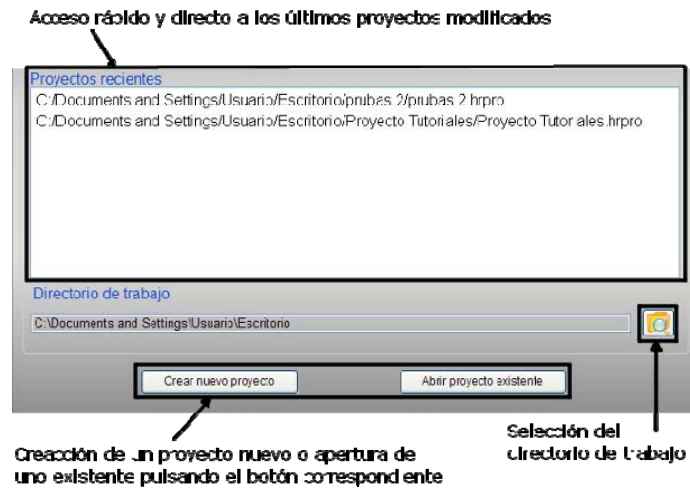 Acceso rápido y directo a los últimos proyectos modificados
Proyectos recientes
C:/Documents and Settings/Usuario/Escritorio/prubas 2/prubas 2.hrpro
C:/Documents and Settings/Usuario/Escritorio/Proyecto Tutoriales/Proyecto Tutoriales.hrpro
Directorio de trabajo
C:\Documents and Settings\Usuario\Escritorio
Crear nuevo proyecto
Abrir proyecto existente
Selección del
directorio de trabajo
Creacción de un proyecto nuevo o apertura de
uno existente pulsando el botón correspondiente